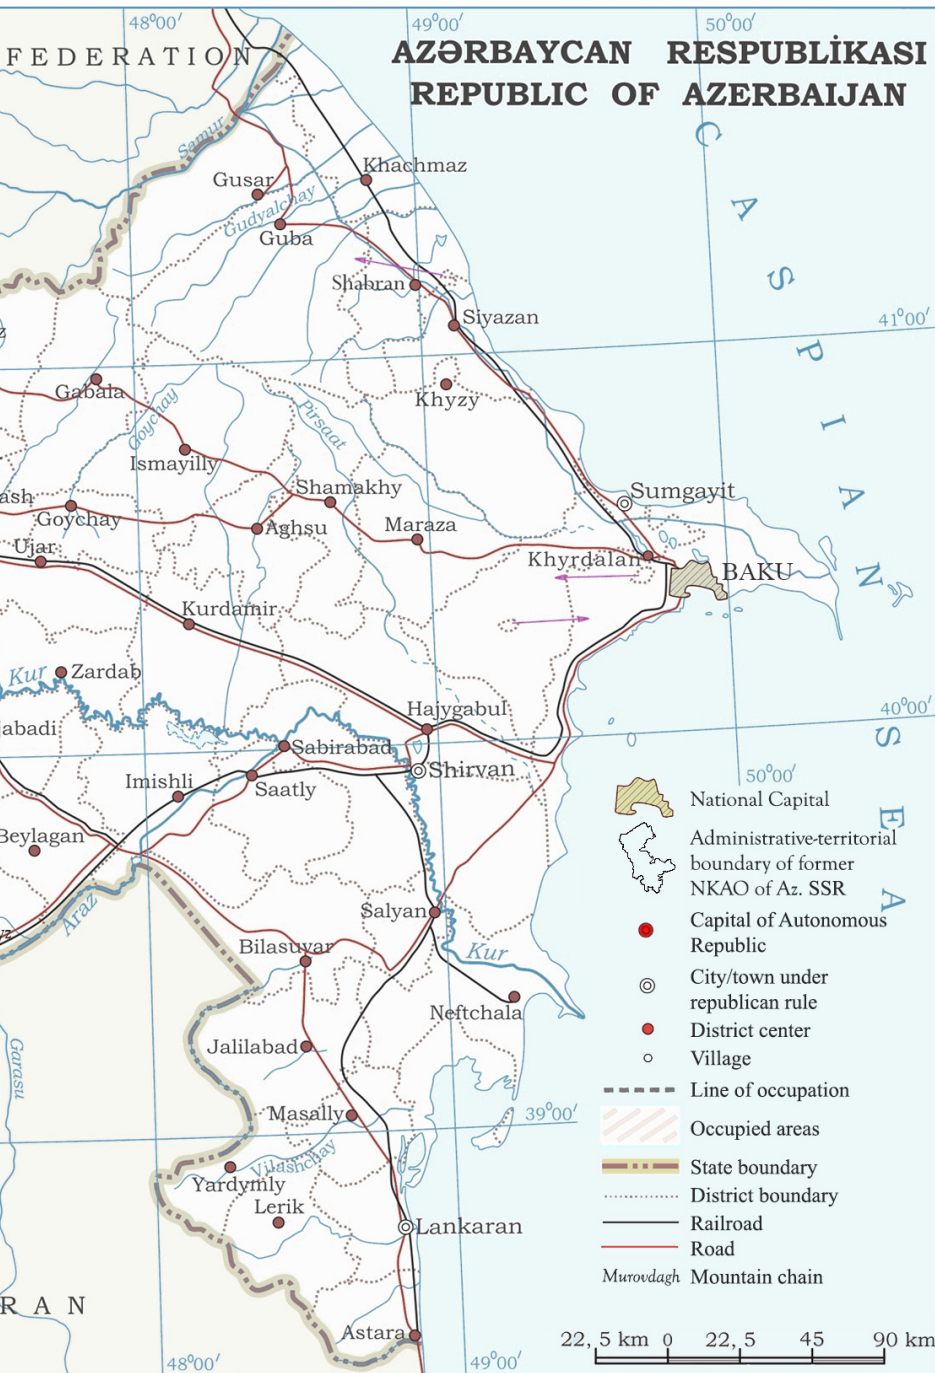 48°00'
49°00'
50°00'
FEDERATION
AZƏRBAYCAN RESPUBLİKASI
REPUBLIC OF AZERBAIJAN
CASPIAN SEA
Samur
Khachmaz
Gusar
Gudyalchay
Guba
Shabran
Siyazan
41°00'
Gabala
Khyzy
Goychay
Pirsaat
Ismayilly
Shamakhy
Sumgayit
ash
Goychay
Aghsu
Maraza
Ujar
Khyrdalan
BAKU
Kurdamir
Kur
Zardab
40°00'
jabadi
Hajygabul
Sabirabad
Shirvan
Imishli
Saatly
50°00'
Beylagan
Salyan
Araz
yz
Bilasuvar
Kur
Neftchala
Jalilabad
Garasu
Masally
39°00'
Vilashchay
Yardymly
Lerik
Lankaran
RAN
Astara
48°00'
49°00'
National Capital
Administrative-territorial
boundary of former
NKAO of Az. SSR
Capital of Autonomous
Republic
City/town under
republican rule
District center
Village
Line of occupation
Occupied areas
State boundary
District boundary
Railroad
Road
Murovdagh Mountain chain
22, 5 km 0 22, 5 45 90 km